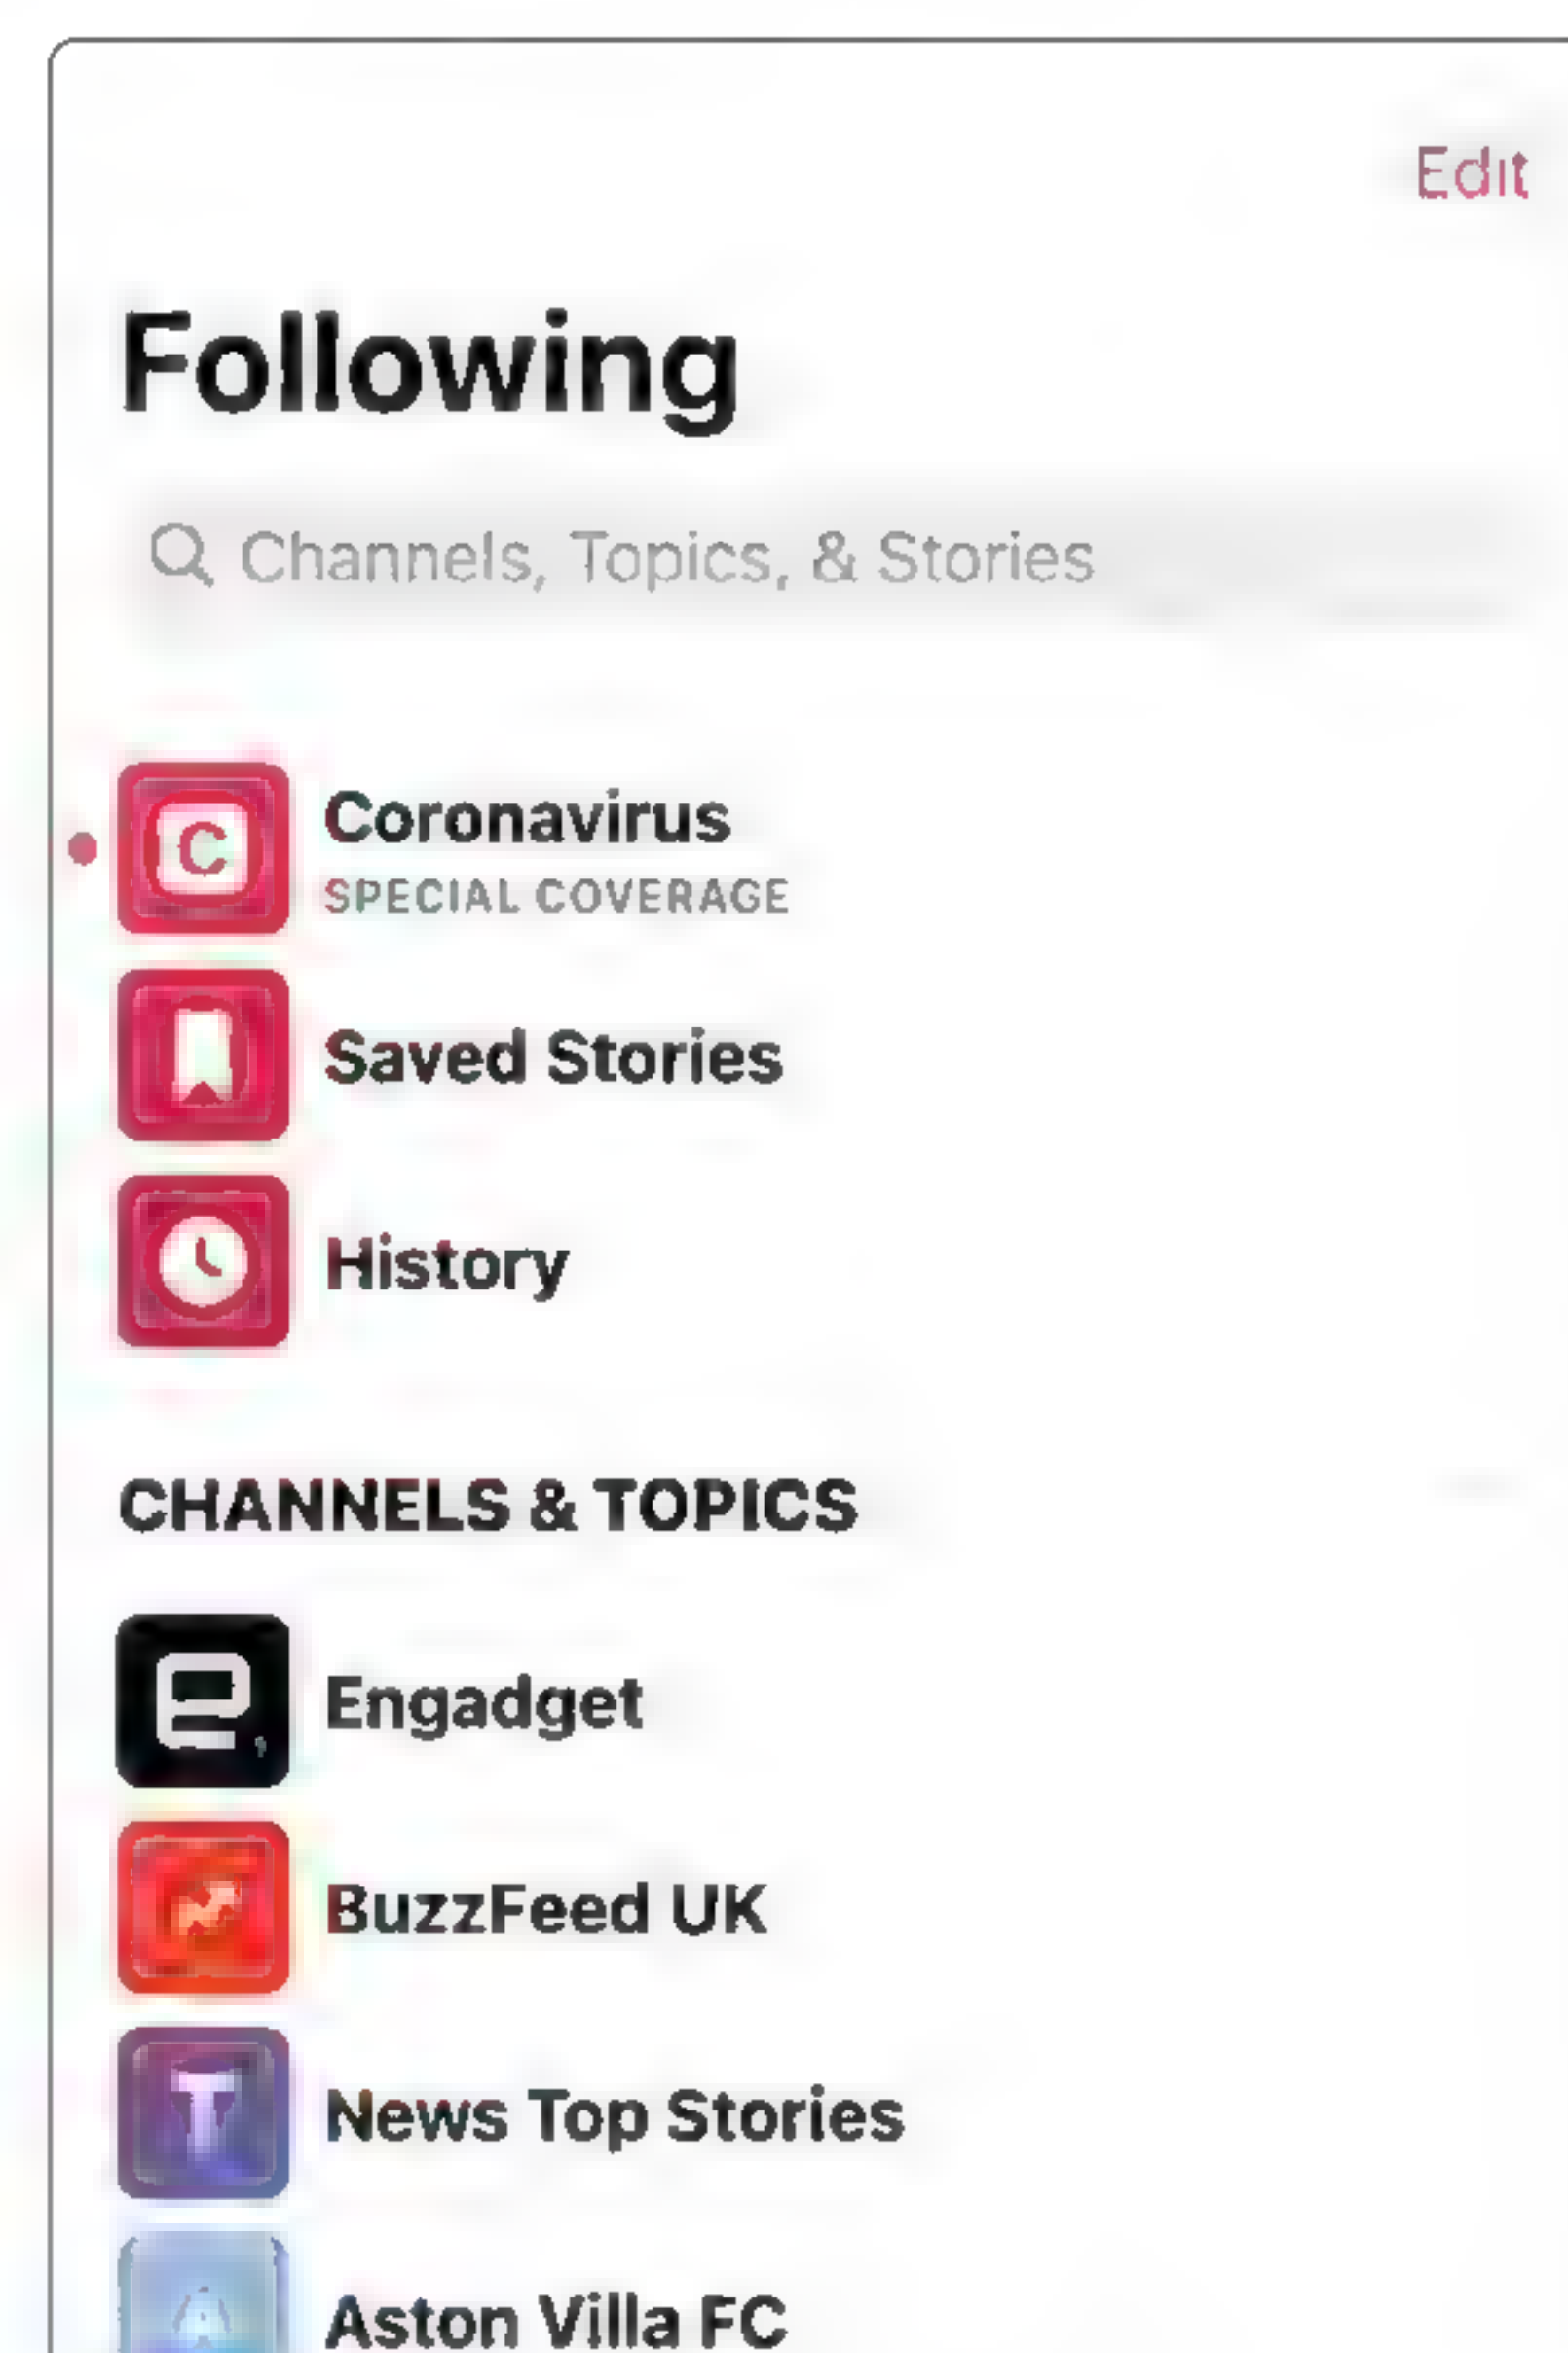 Edit
Following
Channels, Topics, & Stories
C
Coronavirus
SPECIAL COVERAGE
Saved Stories
History
CHANNELS & TOPICS
e
Engadget
BuzzFeed UK
T
News Top Stories
A
Aston Villa FC